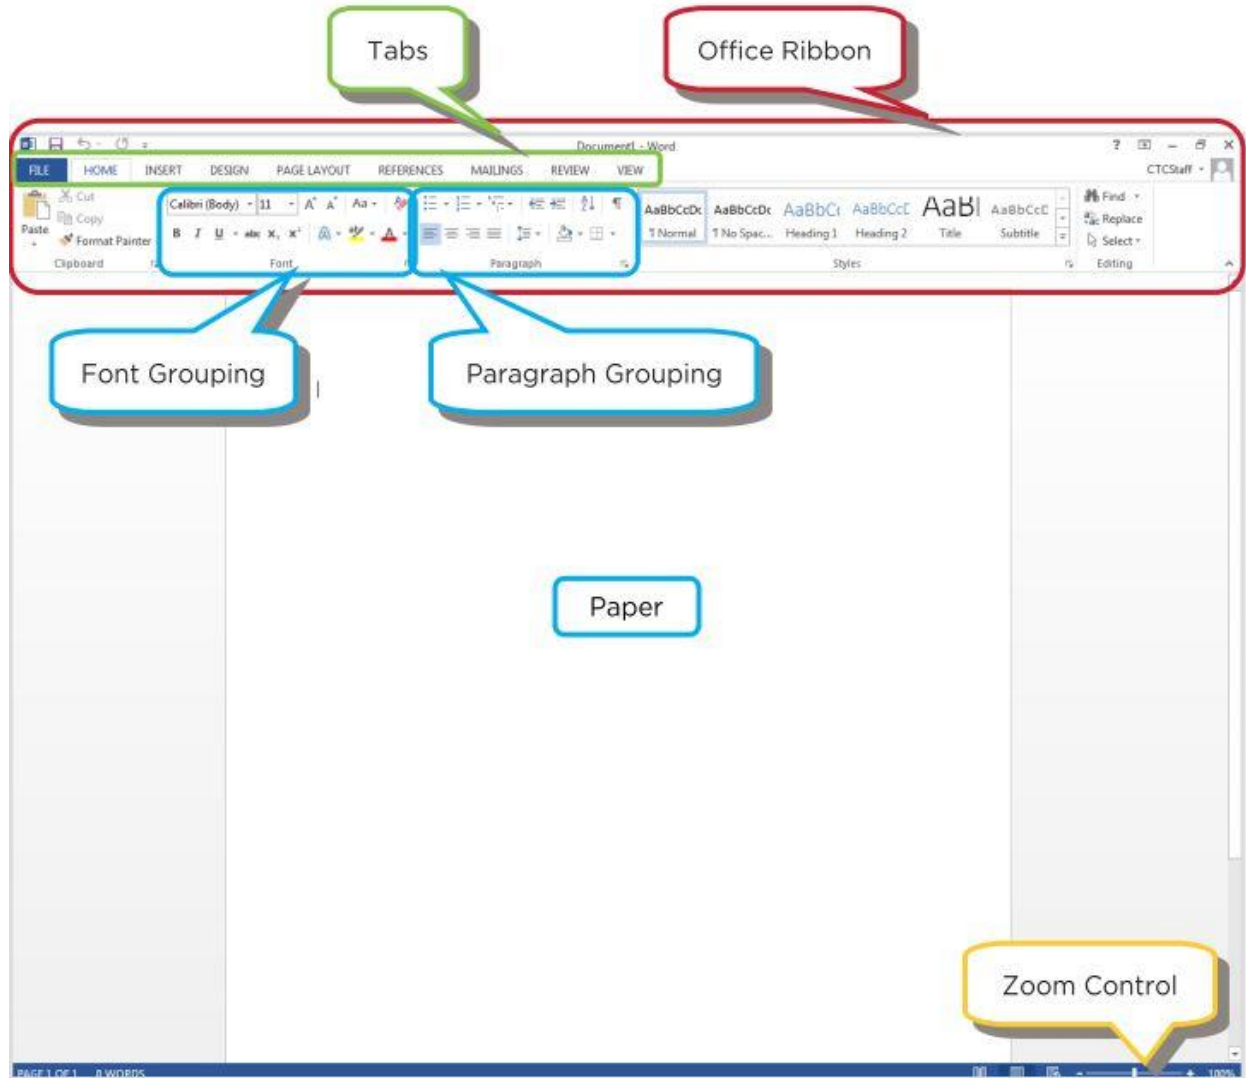 Tabs
Office Ribbon
Document1 - Word
?
FILE HOME INSERT DESIGN PAGE LAYOUT REFERENCES MAILINGS REVIEW VIEW
CTCStaff
Paste
Cut
Copy
Format Painter
Clipboard
Calibri (Body) 11 A A Aa
B I U abc X, X' A A
Font
Paragraph
AaBbCcDc AaBbCcDc AaBbCc AaBbCcC AaBl AaBbCcC
¶ Normal ¶ No Spac... Heading 1 Heading 2 Title Subtitle
Styles
Find
Replace
Select
Editing
Font Grouping
Paragraph Grouping
Paper
Zoom Control
PAGE 1 OF 1 0 WORDS
100%